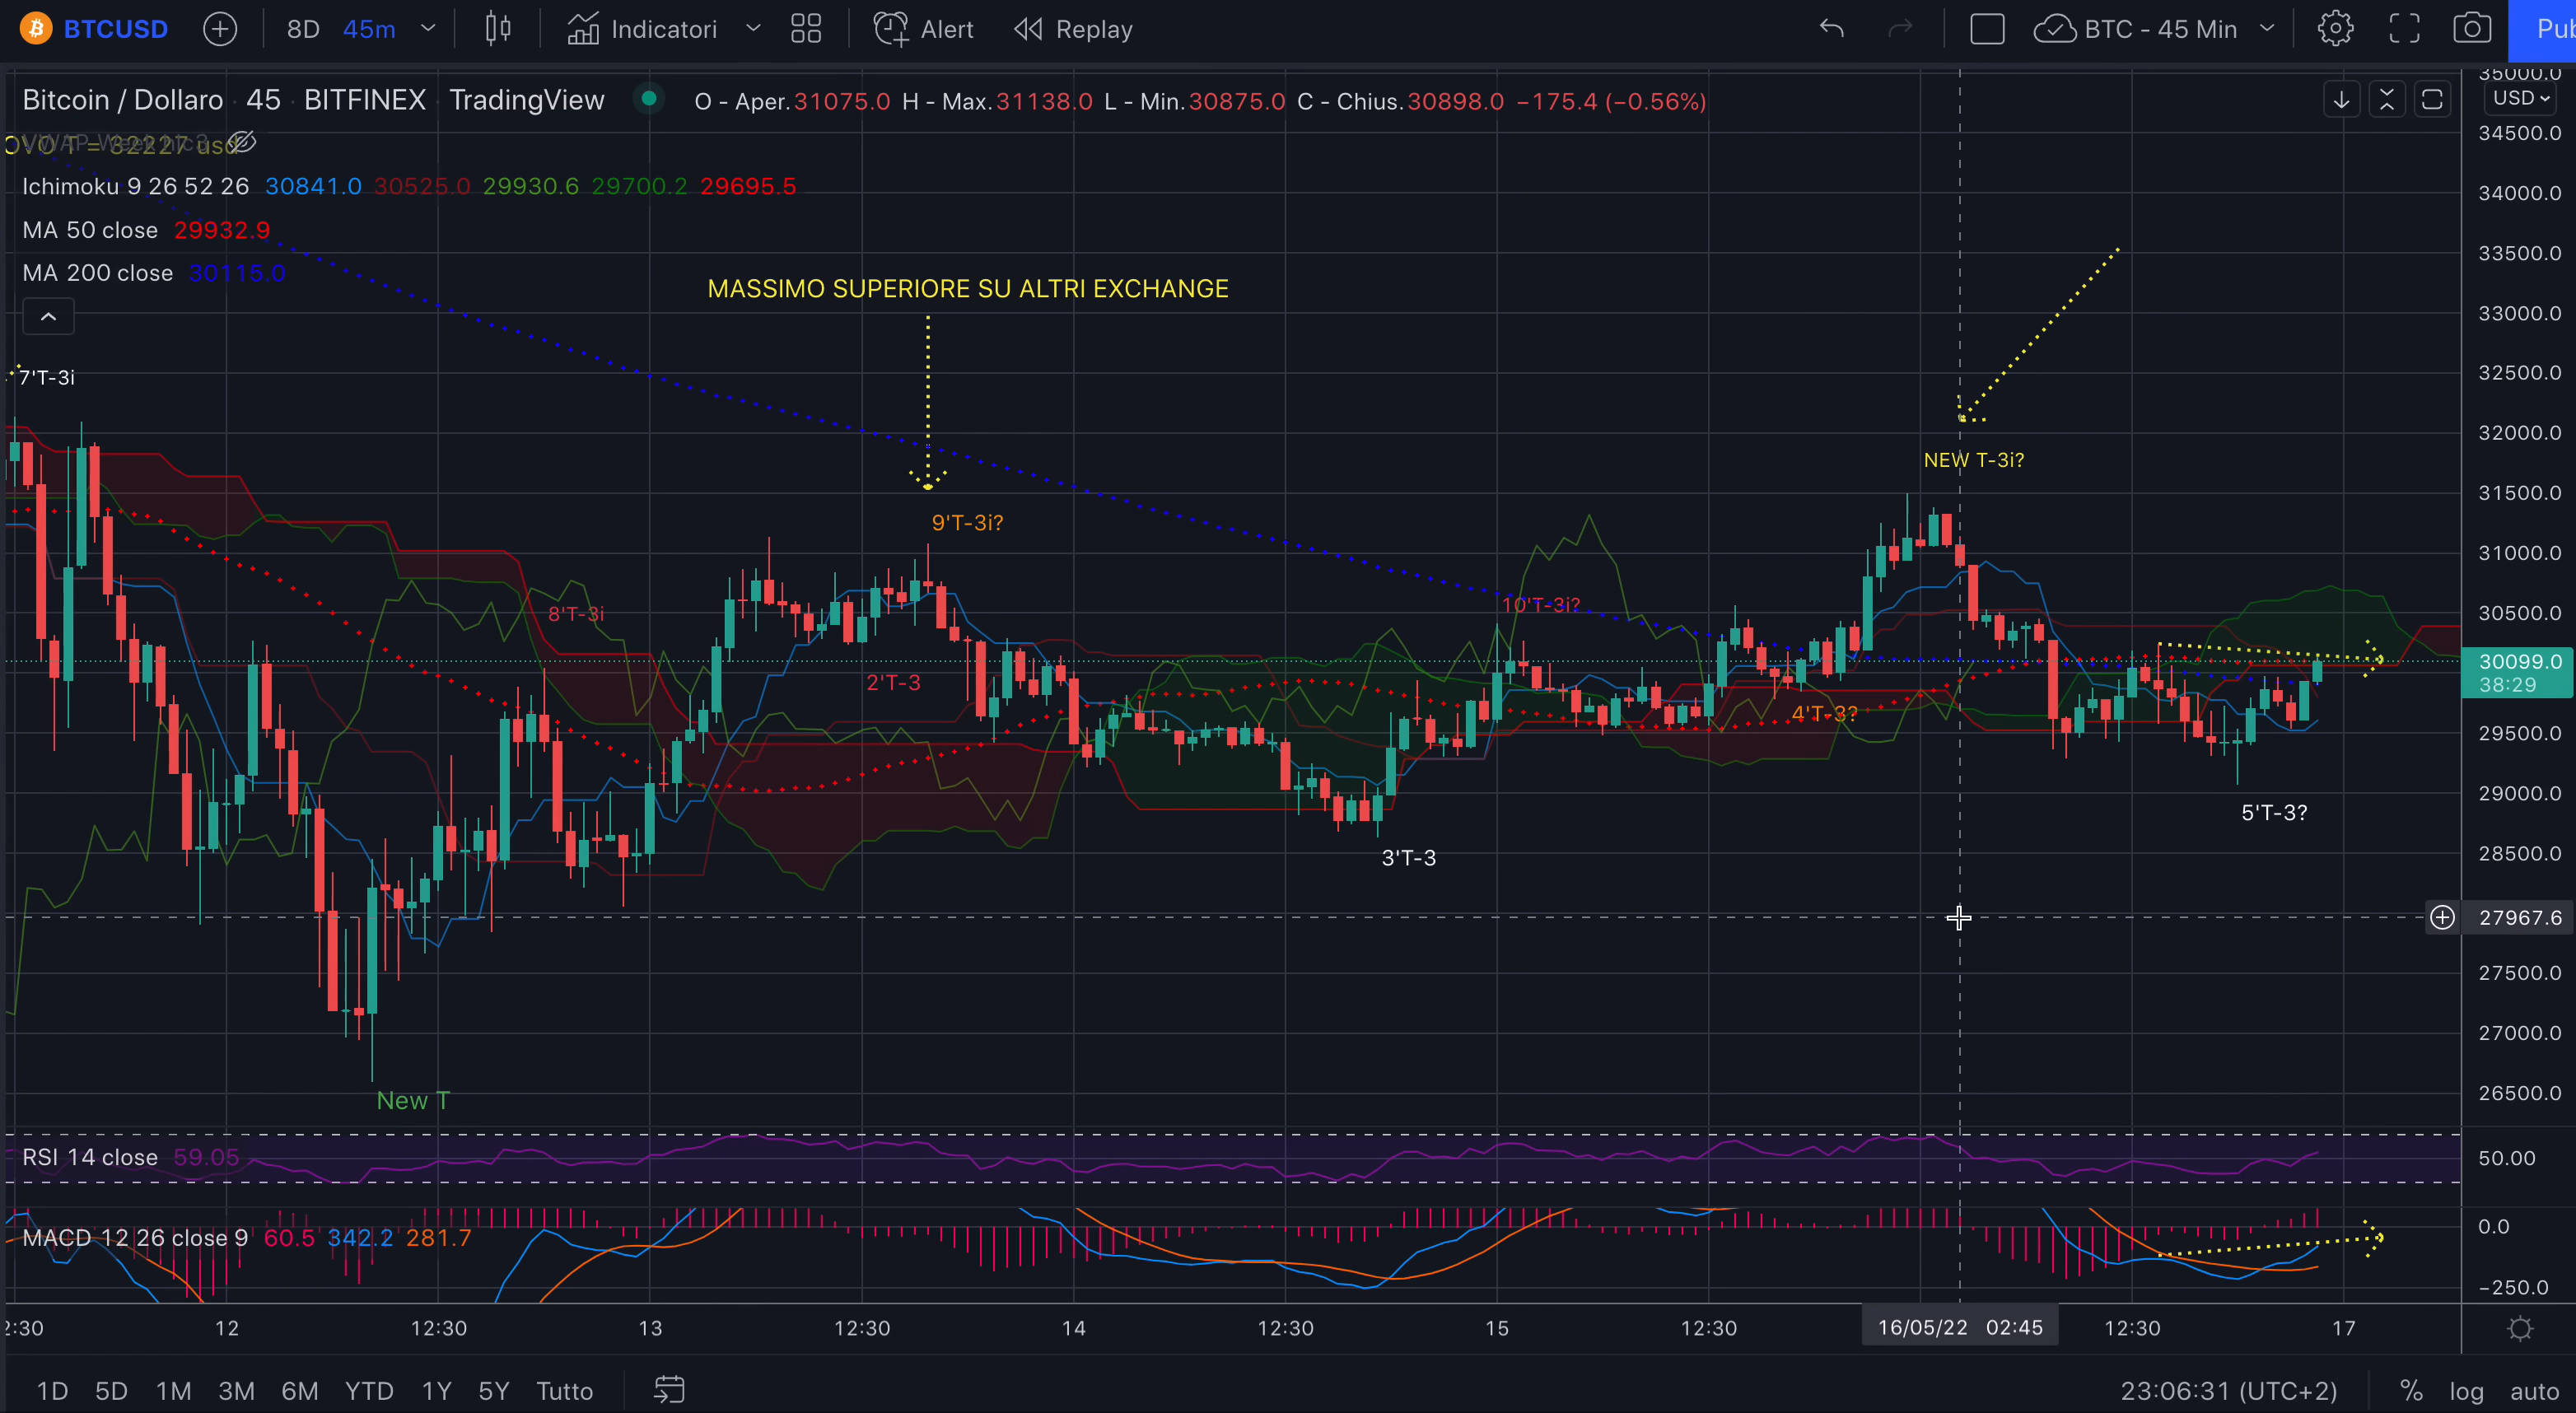 BTCUSD 8D 45m Indicatori Alert Replay BTC - 45 Min Pub
Bitcoin / Dollaro · 45 · BITFINEX · TradingView O - Aper.31075.0 H - Max.31138.0 L - Min.30875.0 C - Chius.30898.0 −175.4 (−0.56%)
USD
Ichimoku 9 26 52 26 30841.0 30525.0 29930.6 29700.2 29695.5
MA 50 close 29932.9
MA 200 close 30115.0
MASSIMO SUPERIORE SU ALTRI EXCHANGE
7'T-3i
NEW T-3i?
9'T-3i?
8'T-3i
10'T-3i?
2'T-3
4'T-3?
5'T-3?
3'T-3
New T
35000.0
34500.0
34000.0
33500.0
33000.0
32500.0
32000.0
31500.0
31000.0
30500.0
30099.0
38:29
29500.0
29000.0
28500.0
27967.6
27500.0
27000.0
26500.0
RSI 14 close 59.05
50.00
MACD 12 26 close 9 60.5 342.2 281.7
0.0
−250.0
2:30 12 12:30 13 12:30 14 12:30 15 12:30 16/05/22 02:45 12:30 17
1D 5D 1M 3M 6M YTD 1Y 5Y Tutto 23:06:31 (UTC+2) % log auto